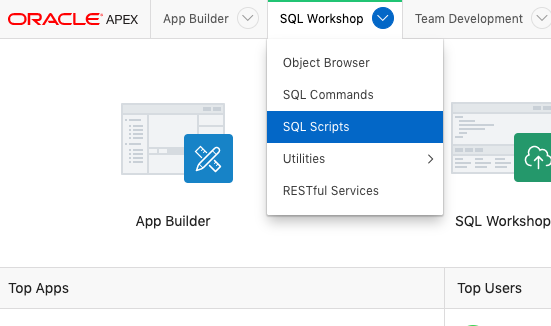 ORACLE APEX App Builder SQL Workshop Team Development
Object Browser
SQL Commands
SQL Scripts
Utilities
RESTful Services
App Builder SQL Workshop
Top Apps Top Users